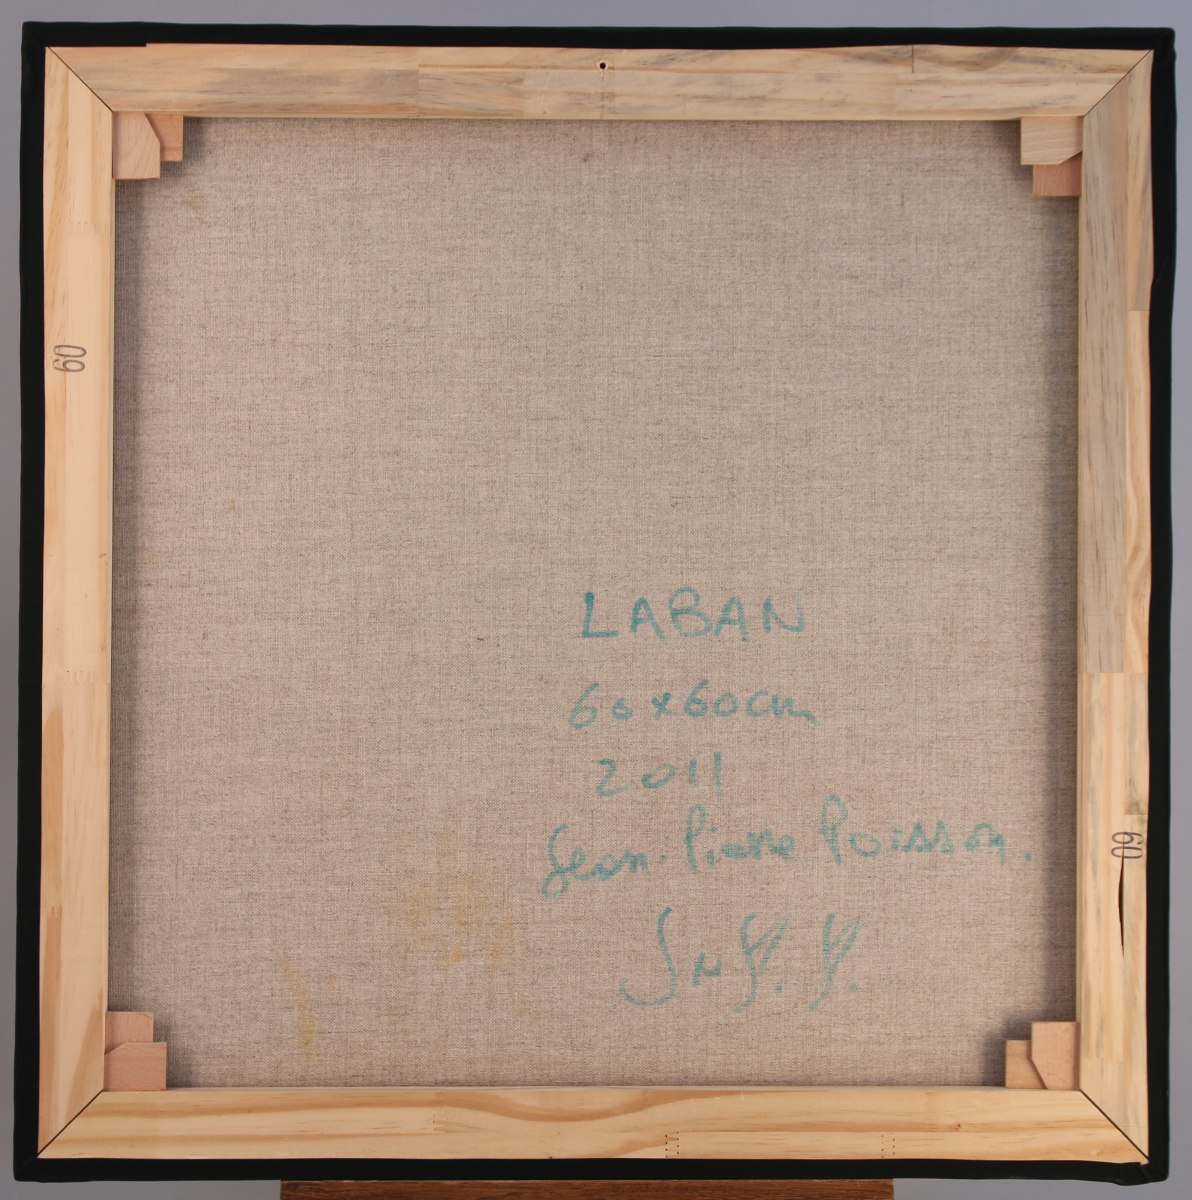 60
LABAN
60x60cm
2011
Jean-Pierre Poisson.
60